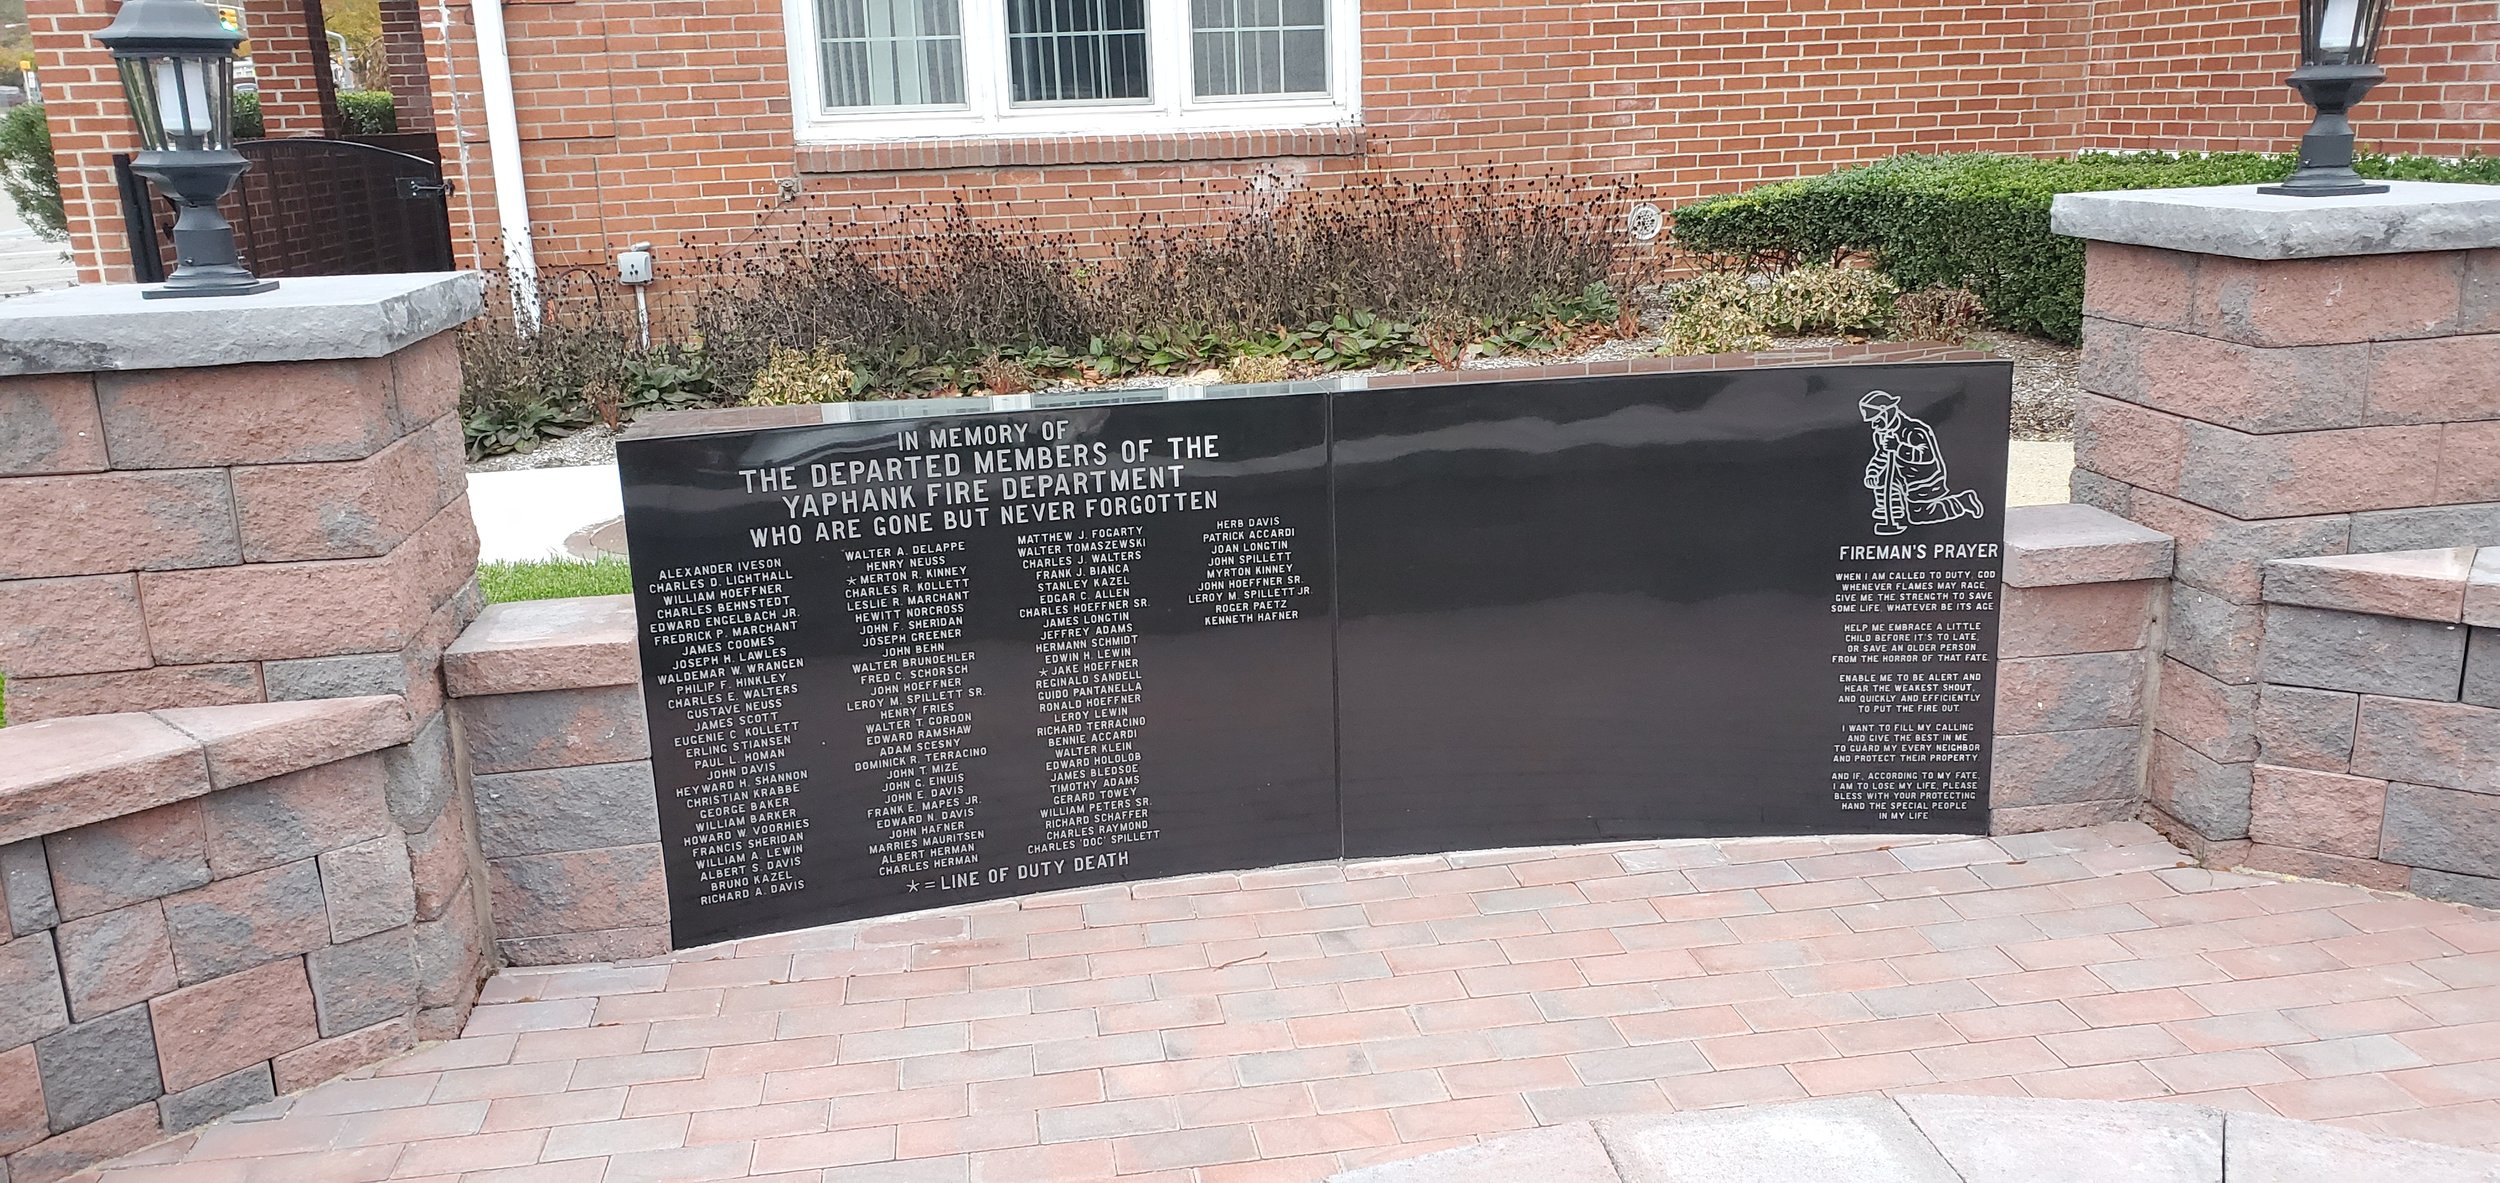 IN MEMORY OF
THE DEPARTED MEMBERS OF THE
YAPHANK FIRE DEPARTMENT
WHO ARE GONE BUT NEVER FORGOTTEN
ALEXANDER IVESON
CHARLES D. LIGHTHALL
WILLIAM HOEFFNER
CHARLES BEHNSTEDT
EDWARD ENGELBACH JR.
FREDRICK P. MARCHANT
JAMES COOMES
JOSEPH H. LAWLES
WALDEMAR W. WRANGEN
PHILIP F. HINKLEY
CHARLES E. WALTERS
GUSTAVE NEUSS
JAMES SCOTT
EUGENIE C. KOLLETT
ERLING STIANSEN
PAUL L. HOMAN
JOHN DAVIS
HEYWARD H. SHANNON
CHRISTIAN KRABBE
GEORGE BAKER
WILLIAM BARKER
HOWARD W. VOORHIES
FRANCIS SHERIDAN
WILLIAM A. LEWIN
ALBERT S. DAVIS
BRUNO KAZEL
RICHARD A. DAVIS
WALTER A. DELAPPE
HENRY NEUSS
* MERTON R. KINNEY
CHARLES R. KOLLETT
LESLIE R. MARCHANT
HEWITT NORCROSS
JOHN F. SHERIDAN
JOSEPH GREENER
JOHN BEHN
WALTER BRUNOEHLER
FRED C. SCHORSCH
JOHN HOEFFNER
LEROY M. SPILLETT SR.
HENRY FRIES
WALTER T. GORDON
EDWARD RAMSHAW
ADAM SCESNY
DOMINICK R. TERRACINO
JOHN T. MIZE
JOHN G. EINUIS
JOHN E. DAVIS
FRANK E. MAPES JR.
EDWARD N. DAVIS
JOHN HAFNER
MARRIES MAURITSEN
ALBERT HERMAN
CHARLES HERMAN
MATTHEW J. FOGARTY
WALTER TOMASZEWSKI
CHARLES J. WALTERS
FRANK J. BIANCA
STANLEY KAZEL
EDGAR C. ALLEN
CHARLES HOEFFNER SR.
JAMES LONGTIN
JEFFREY ADAMS
HERMANN SCHMIDT
EDWIN H. LEWIN
* JAKE HOEFFNER
REGINALD SANDELL
GUIDO PANTANELLA
RONALD HOEFFNER
LEROY LEWIN
RICHARD TERRACINO
BENNIE ACCARDI
WALTER KLEIN
EDWARD HOLOLOB
JAMES BLEDSOE
TIMOTHY ADAMS
GERARD TOWEY
WILLIAM PETERS SR.
RICHARD SCHAFFER
CHARLES RAYMOND
CHARLES 'DOC' SPILLETT
HERB DAVIS
PATRICK ACCARDI
JOAN LONGTIN
JOHN SPILLETT
MYRTON KINNEY
JOHN HOEFFNER SR.
LEROY M. SPILLETT JR.
ROGER PAETZ
KENNETH HAFNER
* = LINE OF DUTY DEATH
FIREMAN'S PRAYER
WHEN I AM CALLED TO DUTY, GOD
WHENEVER FLAMES MAY RAGE,
GIVE ME THE STRENGTH TO SAVE
SOME LIFE, WHATEVER BE ITS AGE
HELP ME EMBRACE A LITTLE
CHILD BEFORE IT'S TO LATE,
OR SAVE AN OLDER PERSON
FROM THE HORROR OF THAT FATE.
ENABLE ME TO BE ALERT AND
HEAR THE WEAKEST SHOUT,
AND QUICKLY AND EFFICIENTLY
TO PUT THE FIRE OUT.
I WANT TO FILL MY CALLING
AND GIVE THE BEST IN ME
TO GUARD MY EVERY NEIGHBOR
AND PROTECT THEIR PROPERTY.
AND IF, ACCORDING TO MY FATE,
I AM TO LOSE MY LIFE, PLEASE
BLESS WITH YOUR PROTECTING
HAND THE SPECIAL PEOPLE
IN MY LIFE